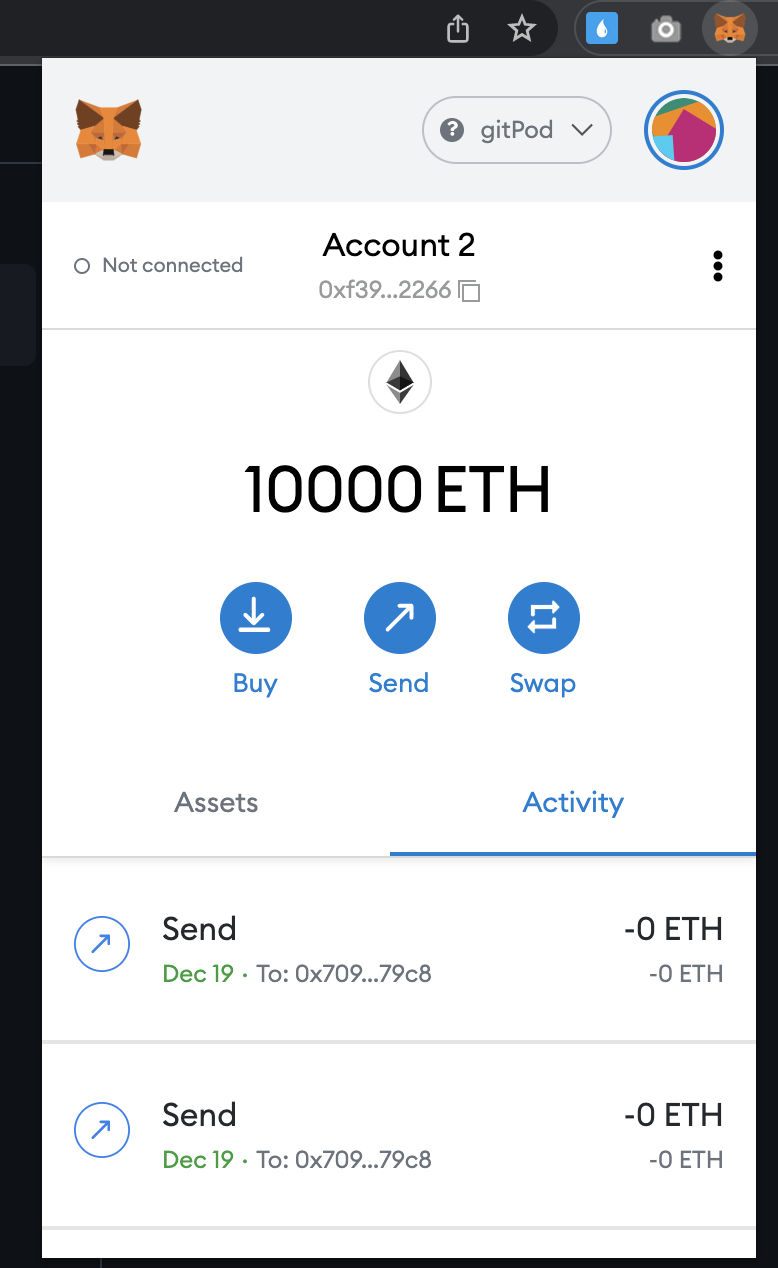 ? gitPod
Not connected
Account 2
0xf39...2266
10000 ETH
Buy
Send
Swap
Assets
Activity
Send
-0 ETH
Dec 19 · To: 0x709...79c8
-0 ETH
Send
-0 ETH
Dec 19 · To: 0x709...79c8
-0 ETH